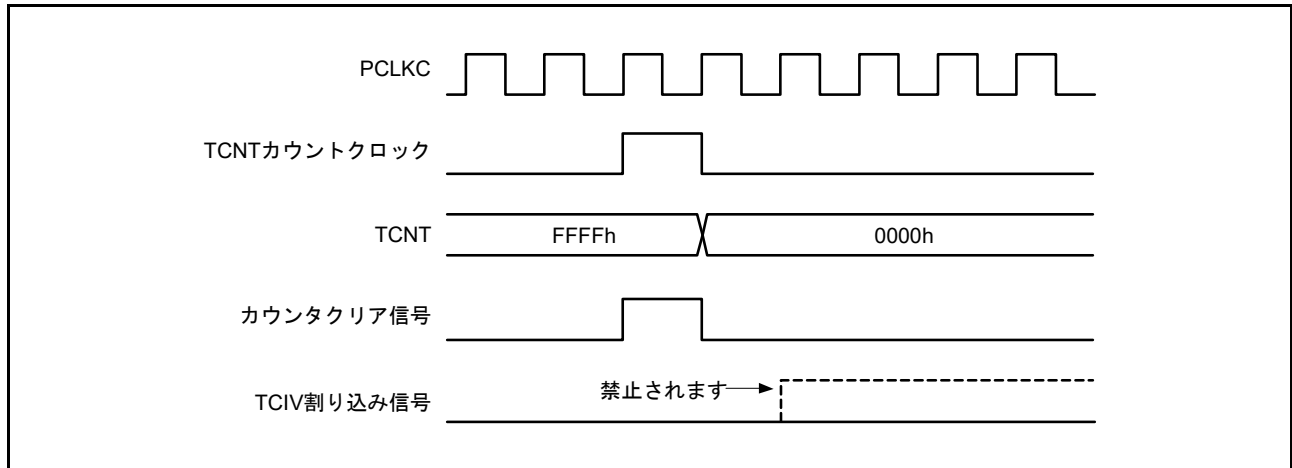 PCLKC
TCNTカウントクロック
TCNT
FFFFh
0000h
カウンタクリア信号
禁止されます
TCIV割り込み信号